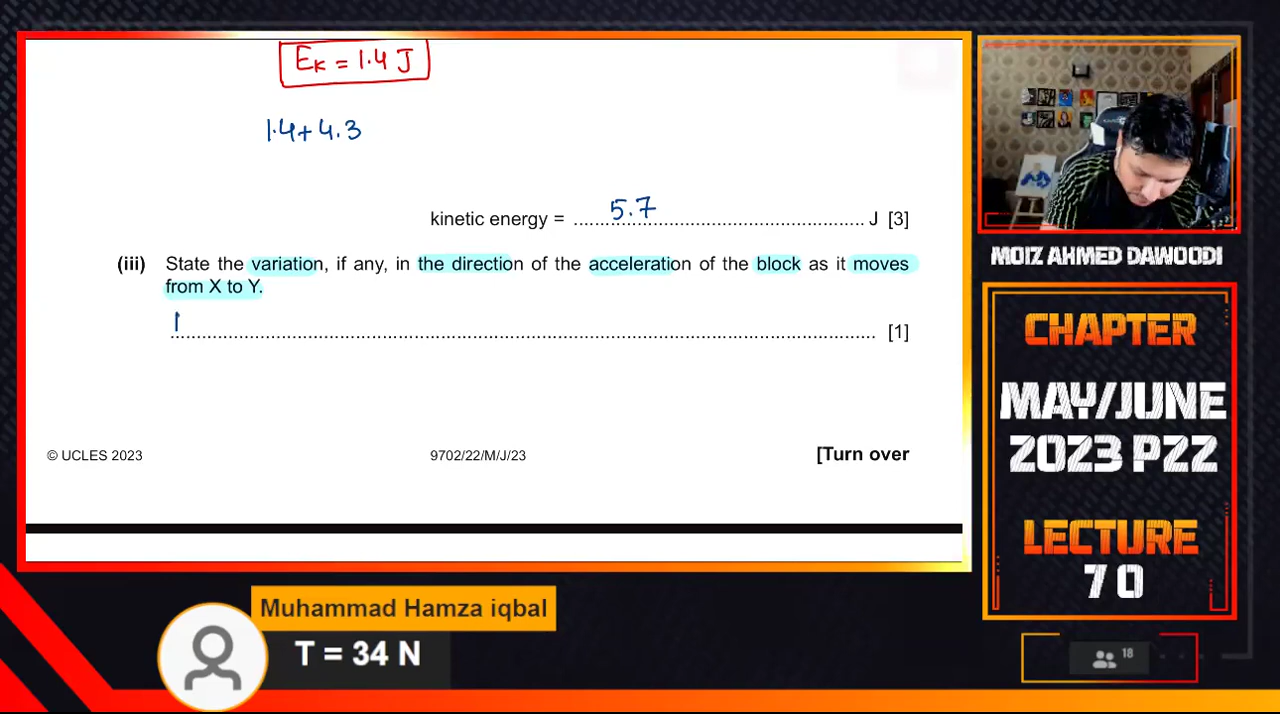 Eκ = 1.4 J
1.4 + 4.3
kinetic energy = ...... 5.7 ...... J [3]
(iii) State the variation, if any, in the direction of the acceleration of the block as it moves
from X to Y.
...... [1]
© UCLES 2023
9702/22/M/J/23
[Turn over
MOIZ AHMED DAWOODI
CHAPTER
MAY/JUNE
2023 P22
LECTURE
70
Muhammad Hamza iqbal
T = 34 N
18